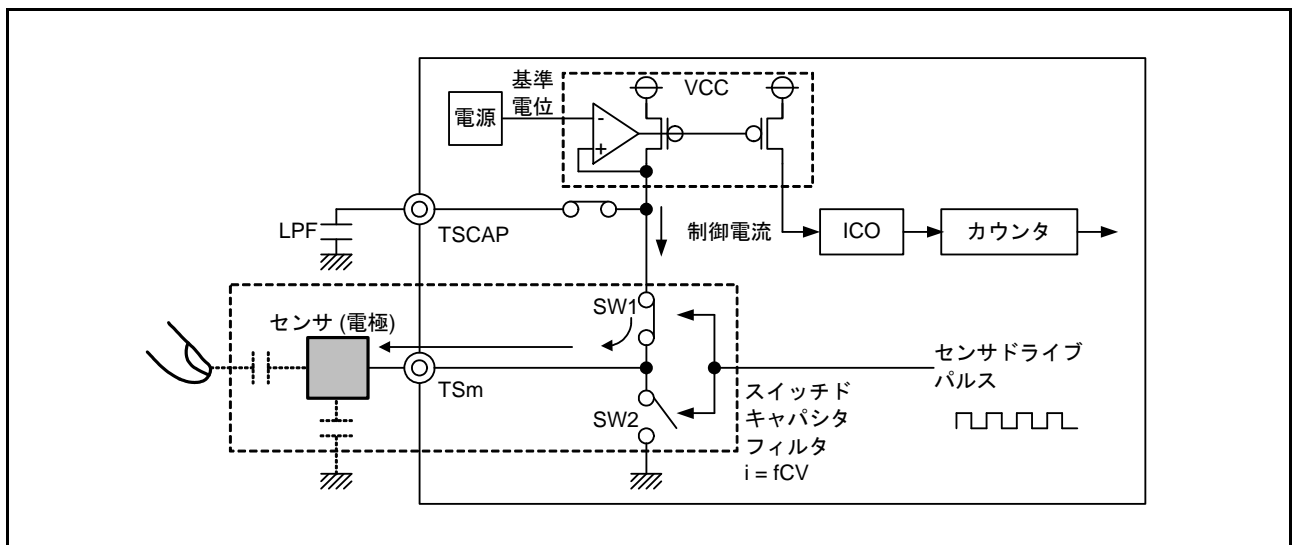 基準
電位
VCC
電源
-
+
LPF
TSCAP
制御電流
ICO
カウンタ
SW1
センサ (電極)
TSm
センサドライブ
パルス
スイッチド
キャパシタ
フィルタ
i = fCV
SW2